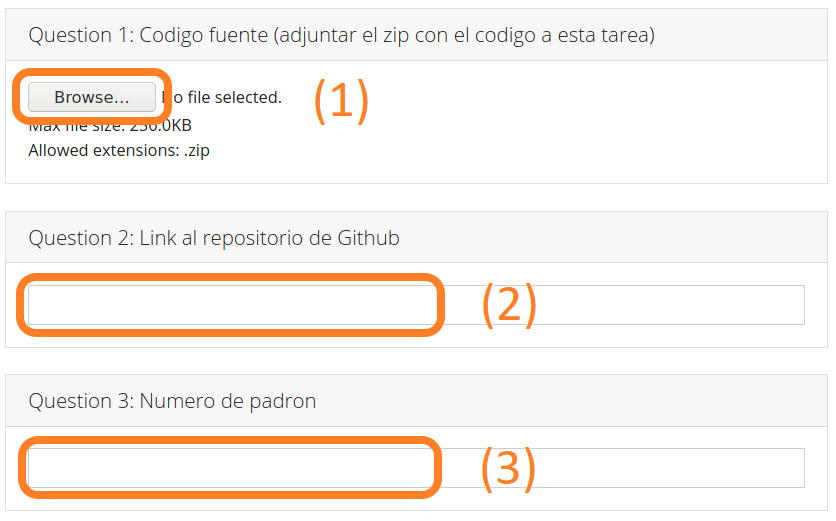 Question 1: Codigo fuente (adjuntar el zip con el codigo a esta tarea)
Browse... No file selected. (1)
Max file size: 256.0KB
Allowed extensions: .zip
Question 2: Link al repositorio de Github
(2)
Question 3: Numero de padron
(3)